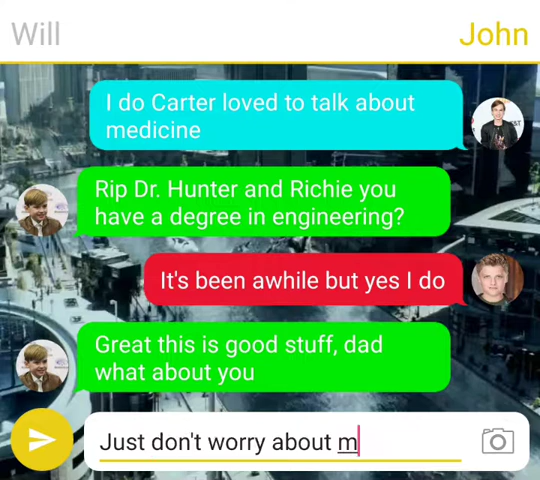 Will
John
I do Carter loved to talk about
medicine
Rip Dr. Hunter and Richie you
have a degree in engineering?
It's been awhile but yes I do
Great this is good stuff, dad
what about you
Just don't worry about m